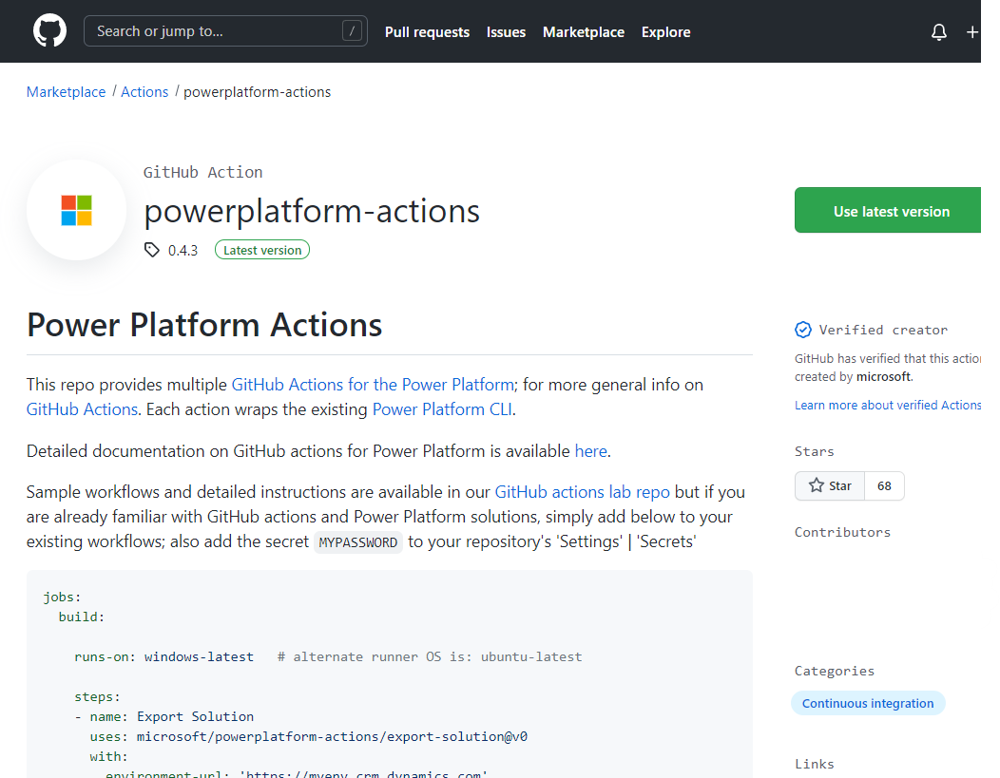 Search or jump to... / Pull requests Issues Marketplace Explore +
Marketplace / Actions / powerplatform-actions
GitHub Action
powerplatform-actions
0.4.3 Latest version
Use latest version
Power Platform Actions
This repo provides multiple GitHub Actions for the Power Platform; for more general info on
GitHub Actions. Each action wraps the existing Power Platform CLI.
Detailed documentation on GitHub actions for Power Platform is available here.
Sample workflows and detailed instructions are available in our GitHub actions lab repo but if you
are already familiar with GitHub actions and Power Platform solutions, simply add below to your
existing workflows; also add the secret MYPASSWORD to your repository's 'Settings' | 'Secrets'
jobs:
build:
runs-on: windows-latest # alternate runner OS is: ubuntu-latest
steps:
- name: Export Solution
uses: microsoft/powerplatform-actions/export-solution@v0
with:
environment-url: 'https://myenv.crm.dynamics.com'
Verified creator
GitHub has verified that this action
created by microsoft.
Learn more about verified Actions
Stars
Star 68
Contributors
Categories
Continuous integration
Links